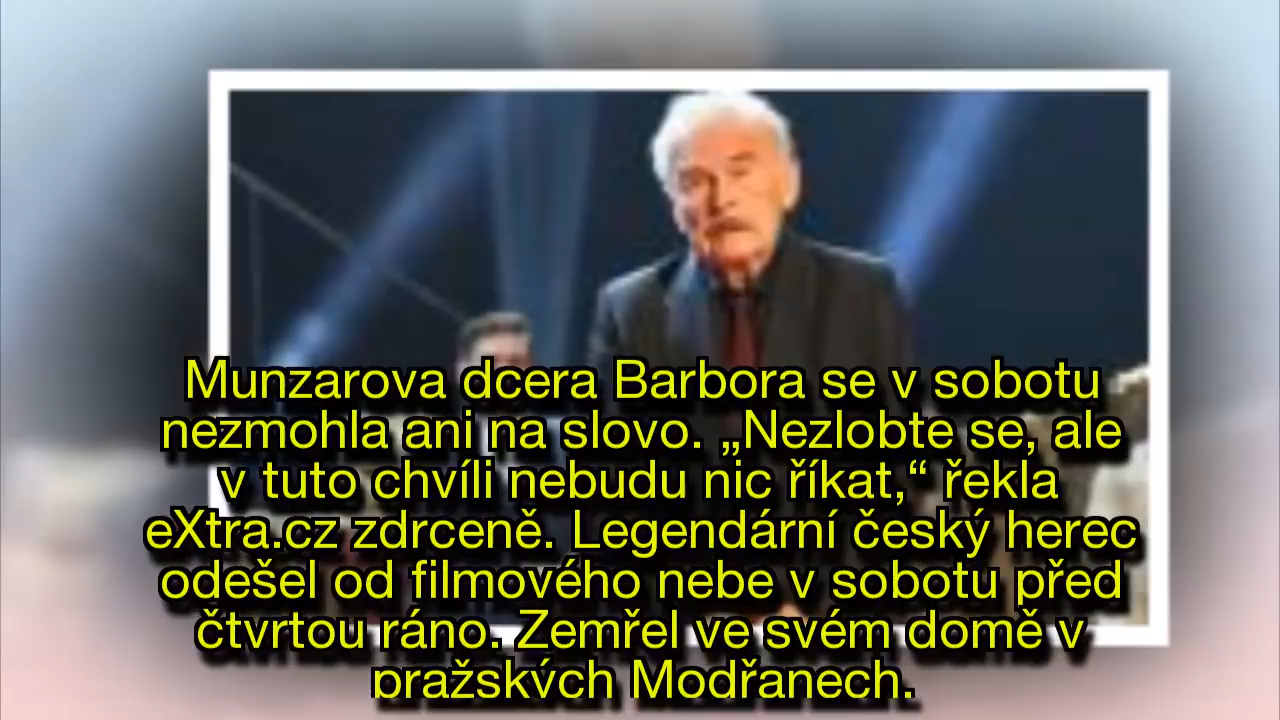 Munzarova dcera Barbora se v sobotu
nezmohla ani na slovo. „Nezlobte se, ale
v tuto chvíli nebudu nic říkat,“ řekla
eXtra.cz zdrceně. Legendární český herec
odešel od filmového nebe v sobotu před
čtvrtou ráno. Zemřel ve svém domě v
pražských Modřanech.